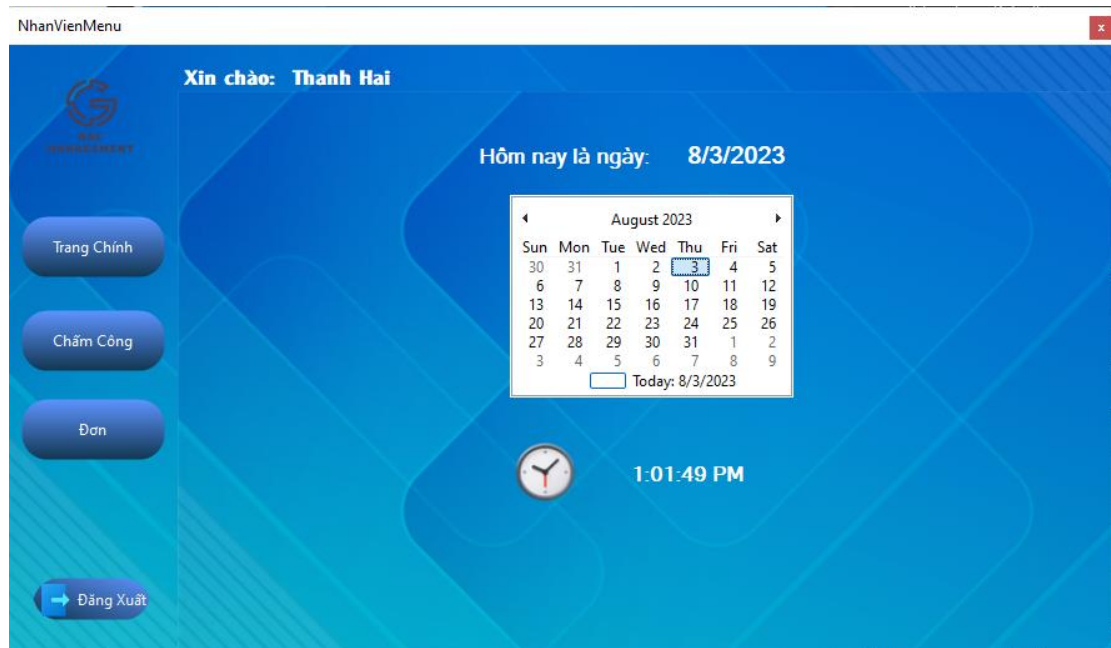 NhanVienMenu
x
Xin chào: Thanh Hai
MANAGEMENT
Hôm nay là ngày: 8/3/2023
August 2023
Sun Mon Tue Wed Thu Fri Sat
30 31 1 2 3 4 5
6 7 8 9 10 11 12
13 14 15 16 17 18 19
20 21 22 23 24 25 26
27 28 29 30 31 1 2
3 4 5 6 7 8 9
Today: 8/3/2023
Trang Chính
Chấm Công
Đơn
1:01:49 PM
Đăng Xuất